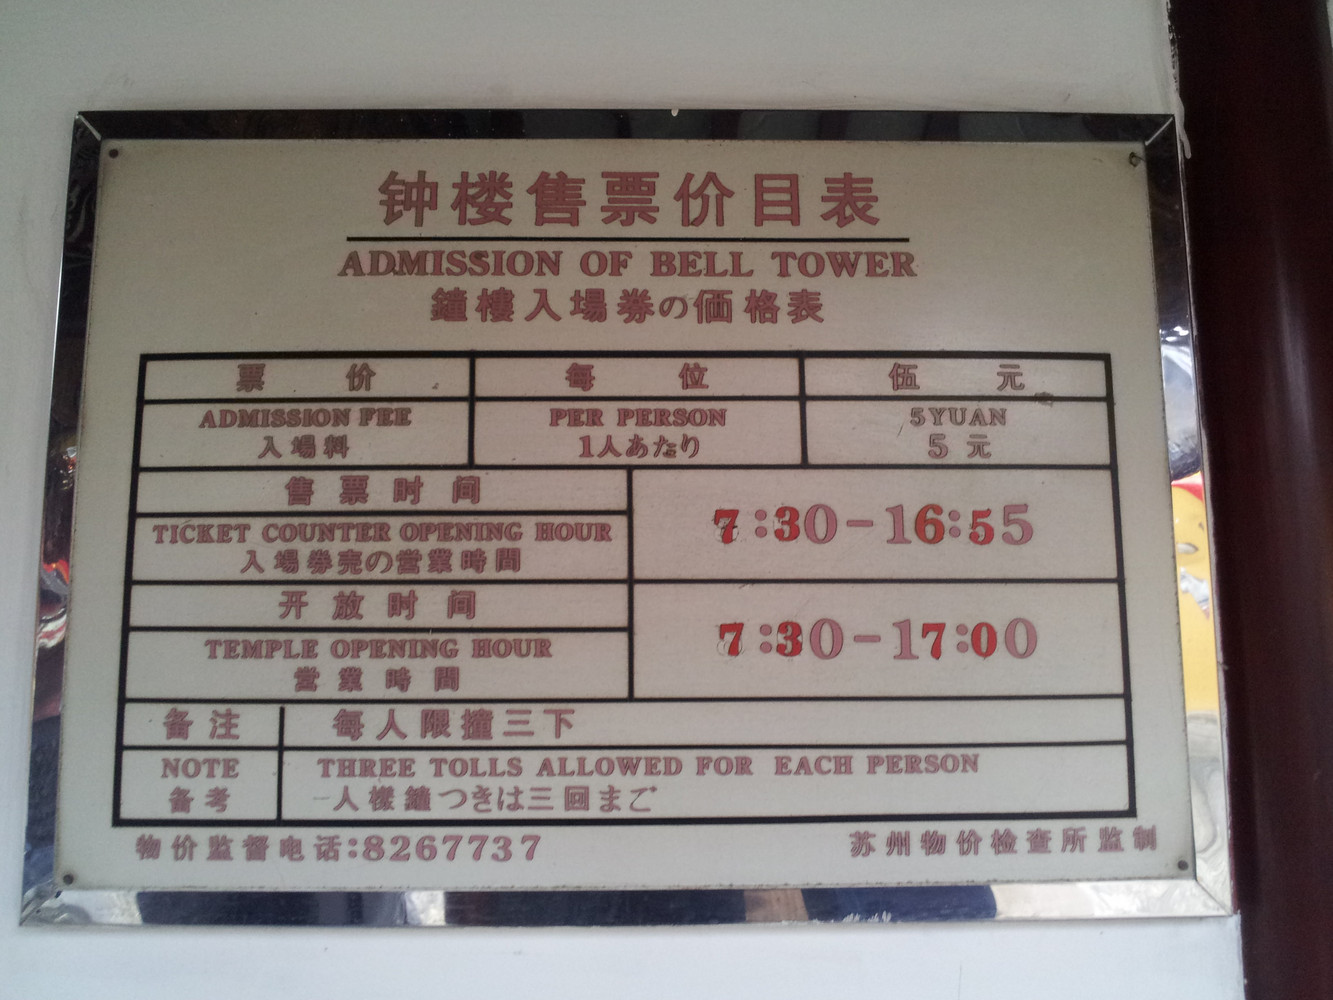 钟楼售票价目表
ADMISSION OF BELL TOWER
鐘樓入場券の価格表
票 价 每 位 伍 元
ADMISSION FEE PER PERSON 5YUAN
入場料 1人あたり 5 元
售票时间
TICKET COUNTER OPENING HOUR
入場券売の営業時間
7:30-16:55
开放时间
TEMPLE OPENING HOUR
営業時間
7:30-17:00
备注 每人限撞三下
NOTE THREE TOLLS ALLOWED FOR EACH PERSON
备考 一人様鐘つきは三回まで
物价监督电话:8267737
苏州物价检查所监制